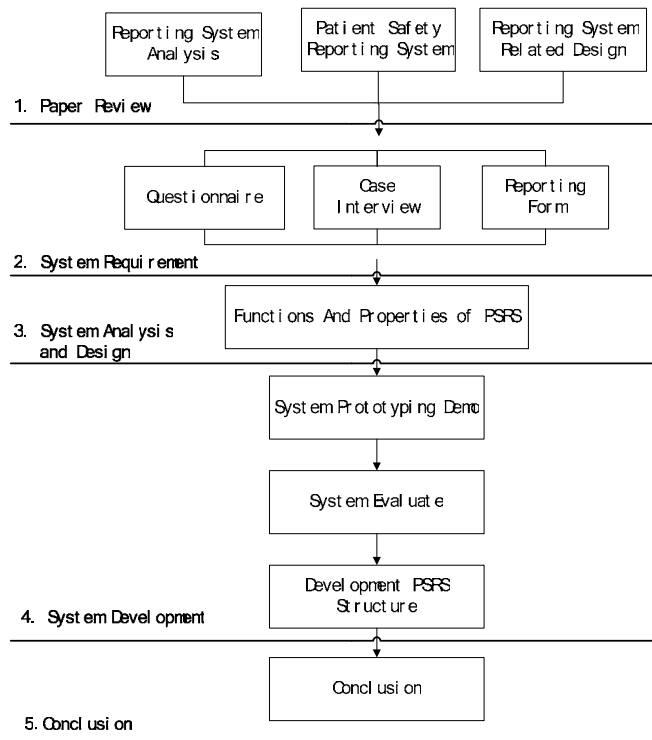 Reporting System
Analysis
Patient Safety
Reporting System
Reporting System
Related Design
1. Paper Review
Questionnaire
Case
Interview
Reporting
Form
2. System Requirement
Functions And Properties of PSRS
3. System Analysis
and Design
System Prototyping Demo
System Evaluate
Development PSRS
Structure
4. System Development
Conclusion
5. Conclusion